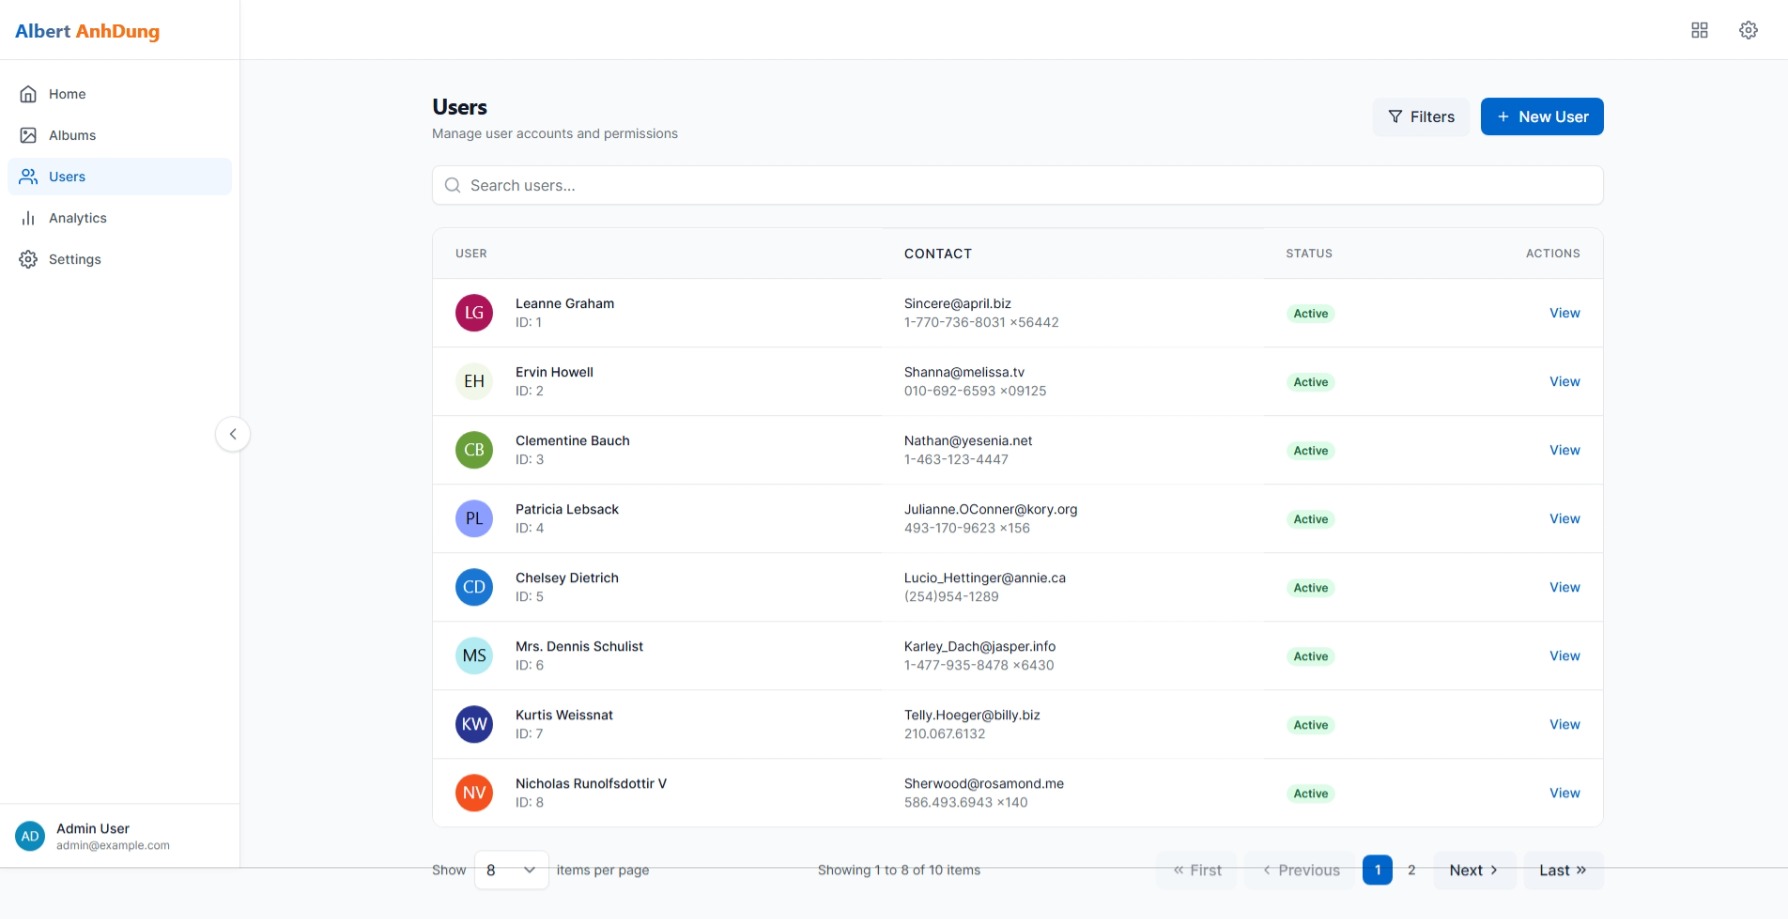 Albert AnhDung
Home
Albums
Users
Analytics
Settings
Admin User
AD
admin@example.com
Users
Manage user accounts and permissions
Filters
+ New User
Search users...
USER CONTACT STATUS ACTIONS
LG Leanne Graham Sincere@april.biz Active View
ID: 1 1-770-736-8031 x56442
EH Ervin Howell Shanna@melissa.tv Active View
ID: 2 010-692-6593 x09125
CB Clementine Bauch Nathan@yesenia.net Active View
ID: 3 1-463-123-4447
PL Patricia Lebsack Julianne.OConner@kory.org Active View
ID: 4 493-170-9623 x156
CD Chelsey Dietrich Lucio_Hettinger@annie.ca Active View
ID: 5 (254)954-1289
MS Mrs. Dennis Schulist Karley_Dach@jasper.info Active View
ID: 6 1-477-935-8478 x6430
KW Kurtis Weissnat Telly.Hoeger@billy.biz Active View
ID: 7 210.067.6132
NV Nicholas Runolfsdottir V Sherwood@rosamond.me Active View
ID: 8 586.493.6943 x140
Show 8 items per page Showing 1 to 8 of 10 items « First ‹ Previous 1 2 Next › Last »